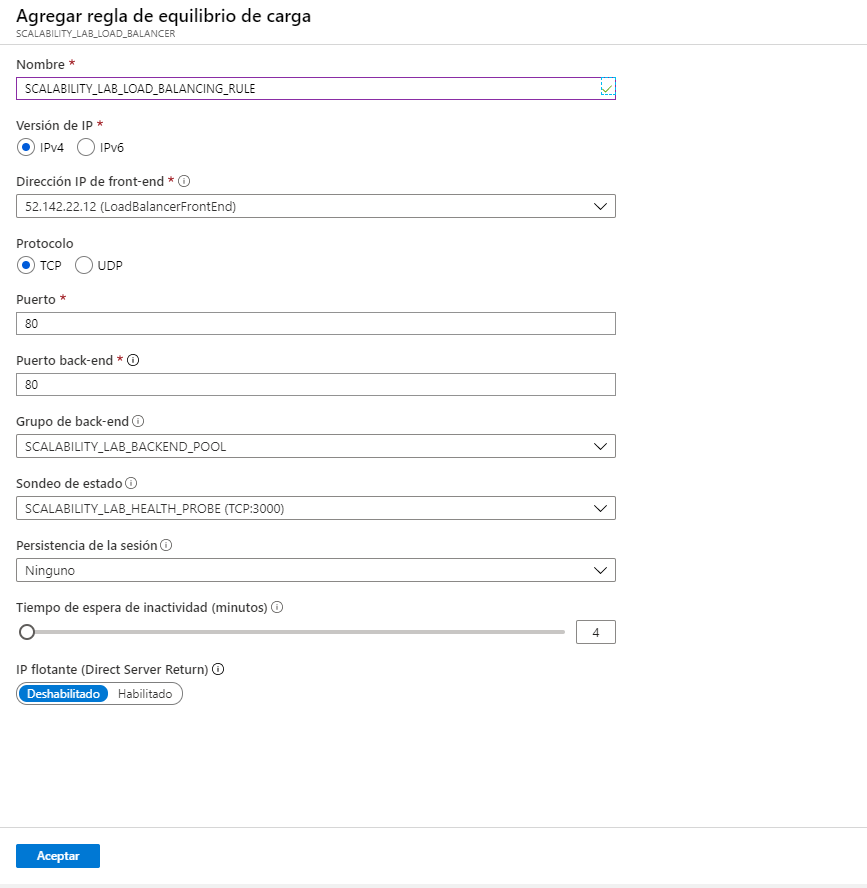 Agregar regla de equilibrio de carga
SCALABILITY_LAB_LOAD_BALANCER
Nombre *
SCALABILITY_LAB_LOAD_BALANCING_RULE
Versión de IP *
IPv4 IPv6
Dirección IP de front-end *
52.142.22.12 (LoadBalancerFrontEnd)
Protocolo
TCP UDP
Puerto *
80
Puerto back-end *
80
Grupo de back-end
SCALABILITY_LAB_BACKEND_POOL
Sondeo de estado
SCALABILITY_LAB_HEALTH_PROBE (TCP:3000)
Persistencia de la sesión
Ninguno
Tiempo de espera de inactividad (minutos)
4
IP flotante (Direct Server Return)
Deshabilitado Habilitado
Aceptar